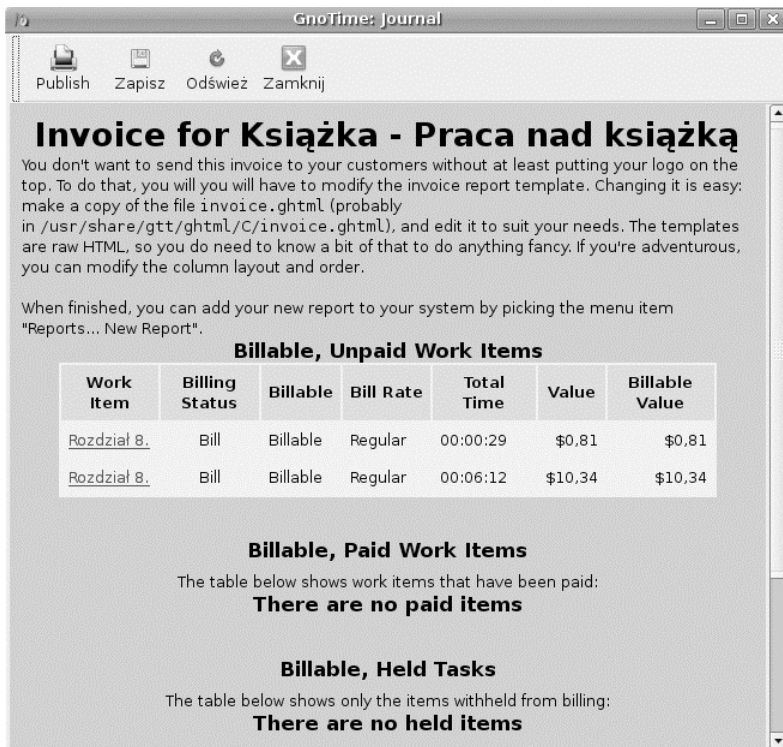 GnoTime: Journal
Publish Zapisz Odśwież Zamknij
Invoice for Książka - Praca nad książką
You don't want to send this invoice to your customers without at least putting your logo on the
top. To do that, you will you will have to modify the invoice report template. Changing it is easy:
make a copy of the file invoice.ghtml (probably
in /usr/share/gtt/ghtml/C/invoice.ghtml), and edit it to suit your needs. The templates
are raw HTML, so you do need to know a bit of that to do anything fancy. If you're adventurous,
you can modify the column layout and order.
When finished, you can add your new report to your system by picking the menu item
"Reports... New Report".
Billable, Unpaid Work Items
Work Item Billing Status Billable Bill Rate Total Time Value Billable Value
Rozdział 8. Bill Billable Regular 00:00:29 $0,81 $0,81
Rozdział 8. Bill Billable Regular 00:06:12 $10,34 $10,34
Billable, Paid Work Items
The table below shows work items that have been paid:
There are no paid items
Billable, Held Tasks
The table below shows only the items withheld from billing:
There are no held items